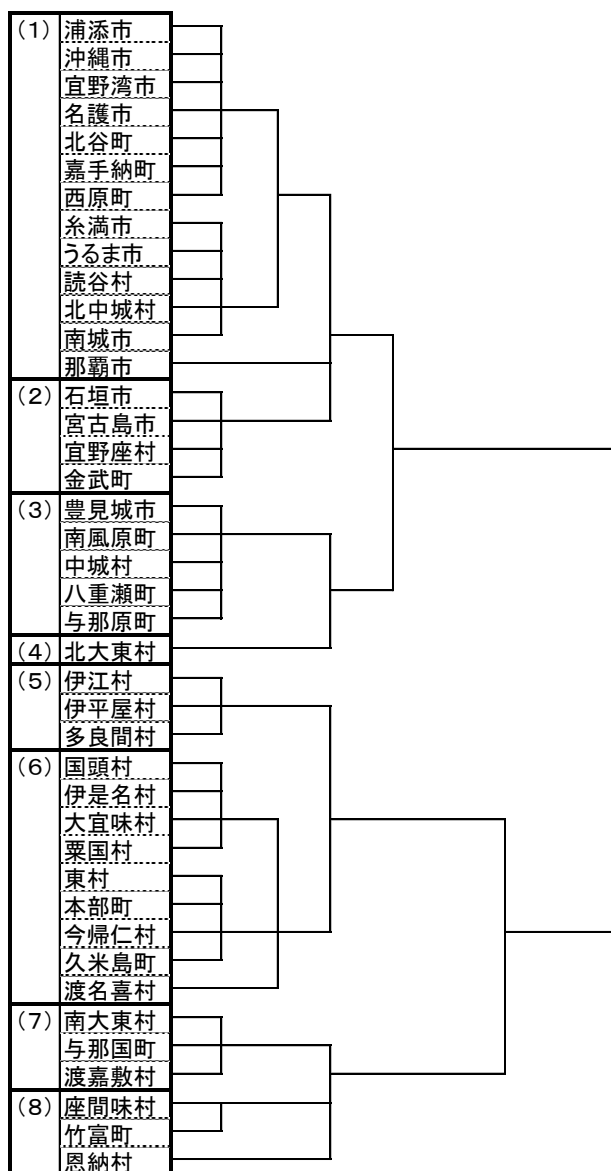 (1) 浦添市
沖縄市
宜野湾市
名護市
北谷町
嘉手納町
西原町
糸満市
うるま市
読谷村
北中城村
南城市
那覇市
(2) 石垣市
宮古島市
宜野座村
金武町
(3) 豊見城市
南風原町
中城村
八重瀬町
与那原町
(4) 北大東村
(5) 伊江村
伊平屋村
多良間村
(6) 国頭村
伊是名村
大宜味村
粟国村
東村
本部町
今帰仁村
久米島町
渡名喜村
(7) 南大東村
与那国町
渡嘉敷村
(8) 座間味村
竹富町
恩納村